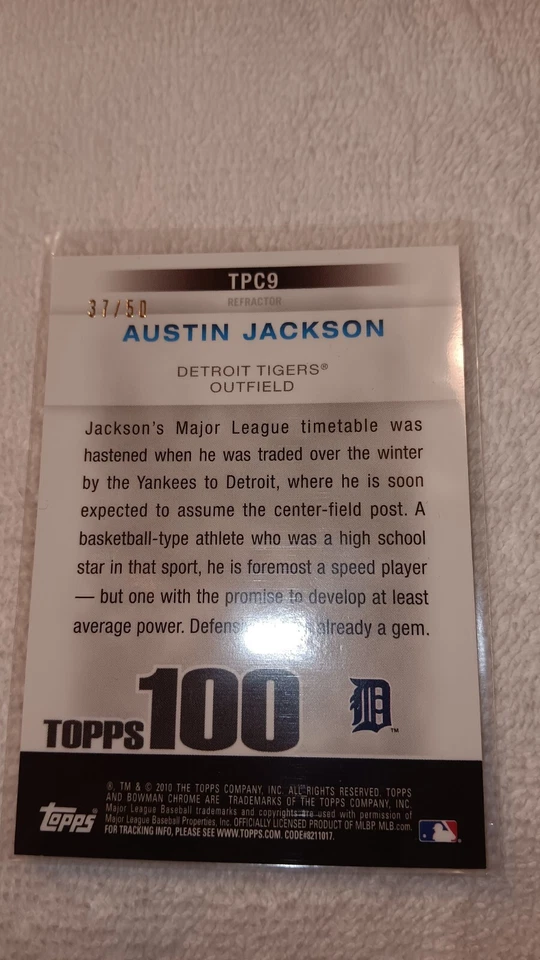 TPC9
37/50
REFRACTOR
AUSTIN JACKSON
DETROIT TIGERS®
OUTFIELD
Jackson's Major League timetable was
hastened when he was traded over the winter
by the Yankees to Detroit, where he is soon
expected to assume the center-field post. A
basketball-type athlete who was a high school
star in that sport, he is foremost a speed player
— but one with the promise to develop at least
average power. already a gem.
TOPPS 100
D
TM
Topps®
®, TM & © 2010 THE TOPPS COMPANY, INC. ALL RIGHTS RESERVED. TOPPS
AND BOWMAN CHROME ARE TRADEMARKS OF THE TOPPS COMPANY, INC.
Major League Baseball trademarks and copyrights are used with permission of
Major League Baseball Properties, Inc. OFFICIALLY LICENSED PRODUCT OF MLBP MLB.com
FOR TRACKING INFO, PLEASE SEE WWW.TOPPS.COM. CODE#8211017.